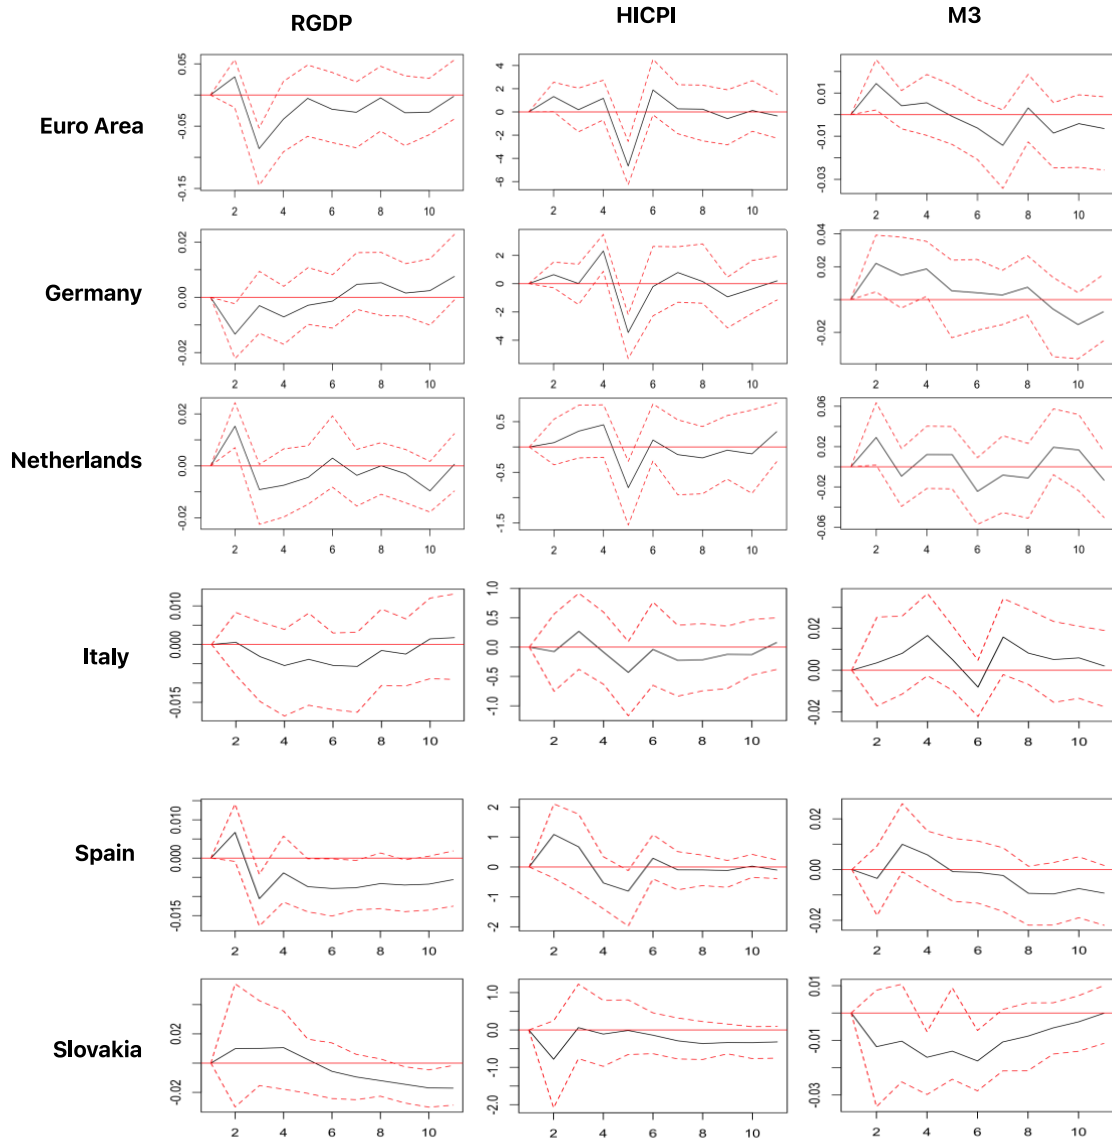 RGDP HICPI M3
Euro Area
0.05 -0.05 -0.15
2 4 6 8 10
4 2 0 -2 -4 -6
2 4 6 8 10
0.01 -0.01 -0.03
2 4 6 8 10
Germany
0.02 0.00 -0.02
2 4 6 8 10
2 0 -2 -4
2 4 6 8 10
0.04 0.02 -0.02
2 4 6 8 10
Netherlands
0.02 0.00 -0.02
2 4 6 8 10
0.5 -0.5 -1.5
2 4 6 8 10
0.06 0.02 -0.02 -0.06
2 4 6 8 10
Italy
0.010 0.000 -0.015
2 4 6 8 10
1.0 0.5 0.0 -0.5 -1.0
2 4 6 8 10
0.02 0.00 -0.02
2 4 6 8 10
Spain
0.010 0.000 -0.015
2 4 6 8 10
2 1 0 -1 -2
2 4 6 8 10
0.02 0.00 -0.02
2 4 6 8 10
Slovakia
0.02 -0.02
2 4 6 8 10
1.0 0.0 -1.0 -2.0
2 4 6 8 10
0.01 -0.01 -0.03
2 4 6 8 10